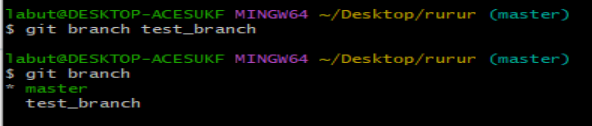 labut@DESKTOP-ACESUKF MINGW64 ~/Desktop/rurur (master)
$ git branch test_branch
labut@DESKTOP-ACESUKF MINGW64 ~/Desktop/rurur (master)
$ git branch
* master
  test_branch